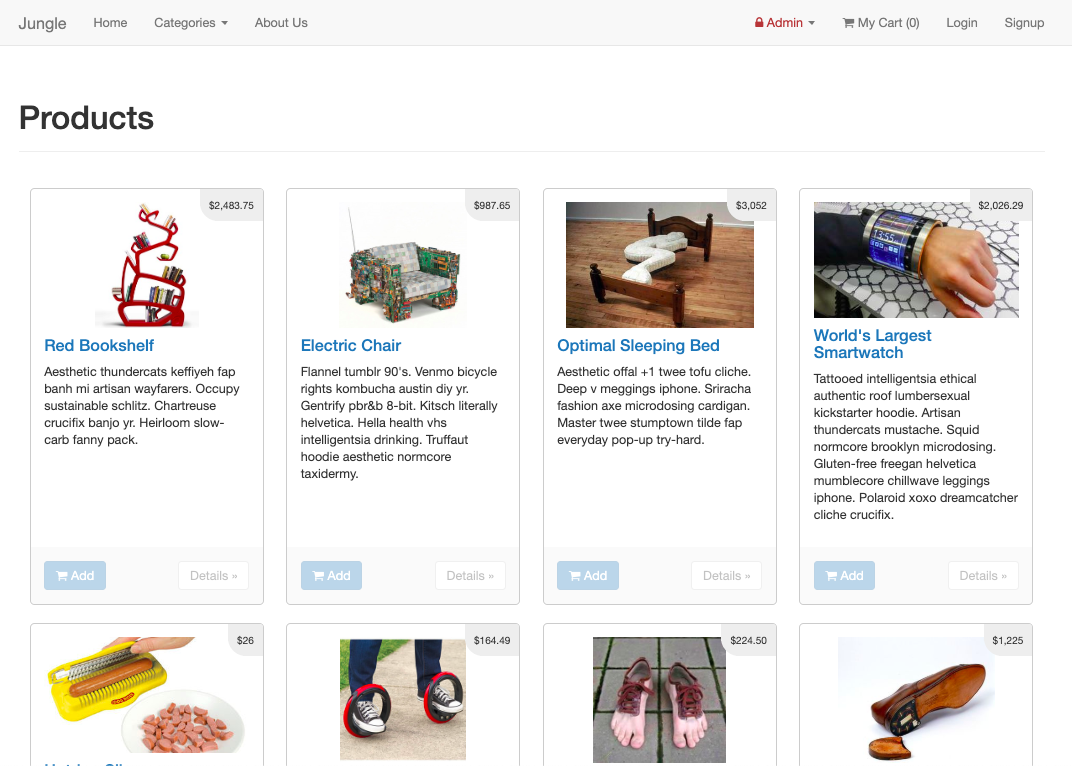 Jungle Home Categories About Us Admin My Cart (0) Login Signup
Products
$2,483.75
Red Bookshelf
Aesthetic thundercats keffiyeh fap
banh mi artisan wayfarers. Occupy
sustainable schlitz. Chartreuse
crucifix banjo yr. Heirloom slow-
carb fanny pack.
Add Details »
$987.65
Electric Chair
Flannel tumblr 90's. Venmo bicycle
rights kombucha austin diy yr.
Gentrify pbr&b 8-bit. Kitsch literally
helvetica. Hella health vhs
intelligentsia drinking. Truffaut
hoodie aesthetic normcore
taxidermy.
Add Details »
$3,052
Optimal Sleeping Bed
Aesthetic offal +1 twee tofu cliche.
Deep v meggings iphone. Sriracha
fashion axe microdosing cardigan.
Master twee stumptown tilde fap
everyday pop-up try-hard.
Add Details »
$2,026.29
13:55
World's Largest
Smartwatch
Tattooed intelligentsia ethical
authentic roof lumbersexual
kickstarter hoodie. Artisan
thundercats mustache. Squid
normcore brooklyn microdosing.
Gluten-free freegan helvetica
mumblecore chillwave leggings
iphone. Polaroid xoxo dreamcatcher
cliche crucifix.
Add Details »
$26
$164.49
$224.50
$1,225